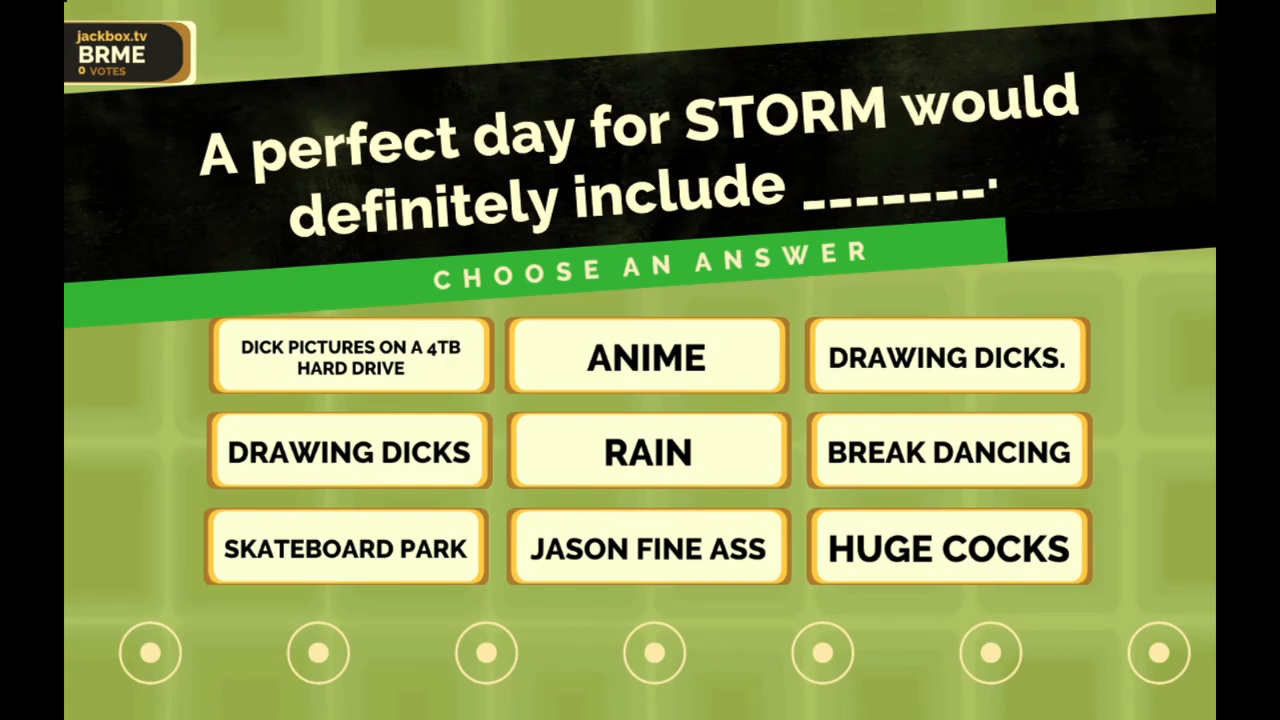 jackbox.tv
BRME
0 VOTES
A perfect day for STORM would
definitely include _______.
CHOOSE AN ANSWER
DICK PICTURES ON A 4TB
HARD DRIVE
ANIME
DRAWING DICKS.
DRAWING DICKS
RAIN
BREAK DANCING
SKATEBOARD PARK
JASON FINE ASS
HUGE COCKS